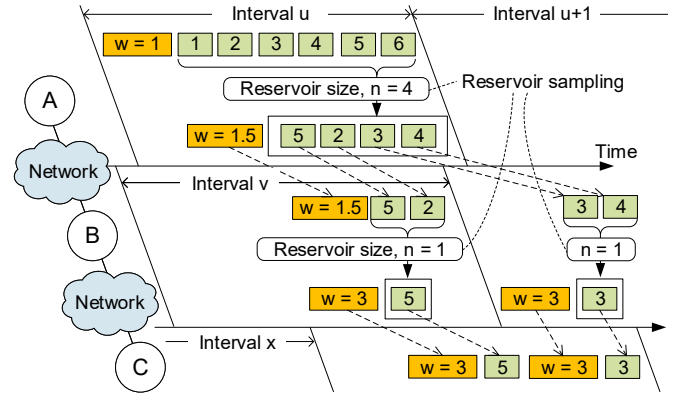 Interval u
Interval u+1
w = 1 1 2 3 4 5 6
Reservoir size, n = 4
Reservoir sampling
A
w = 1.5 5 2 3 4
Time
Network
Interval v
w = 1.5 5 2
3 4
B
Reservoir size, n = 1
n = 1
Network
w = 3 5
w = 3 3
Interval x
C
w = 3 5 w = 3 3